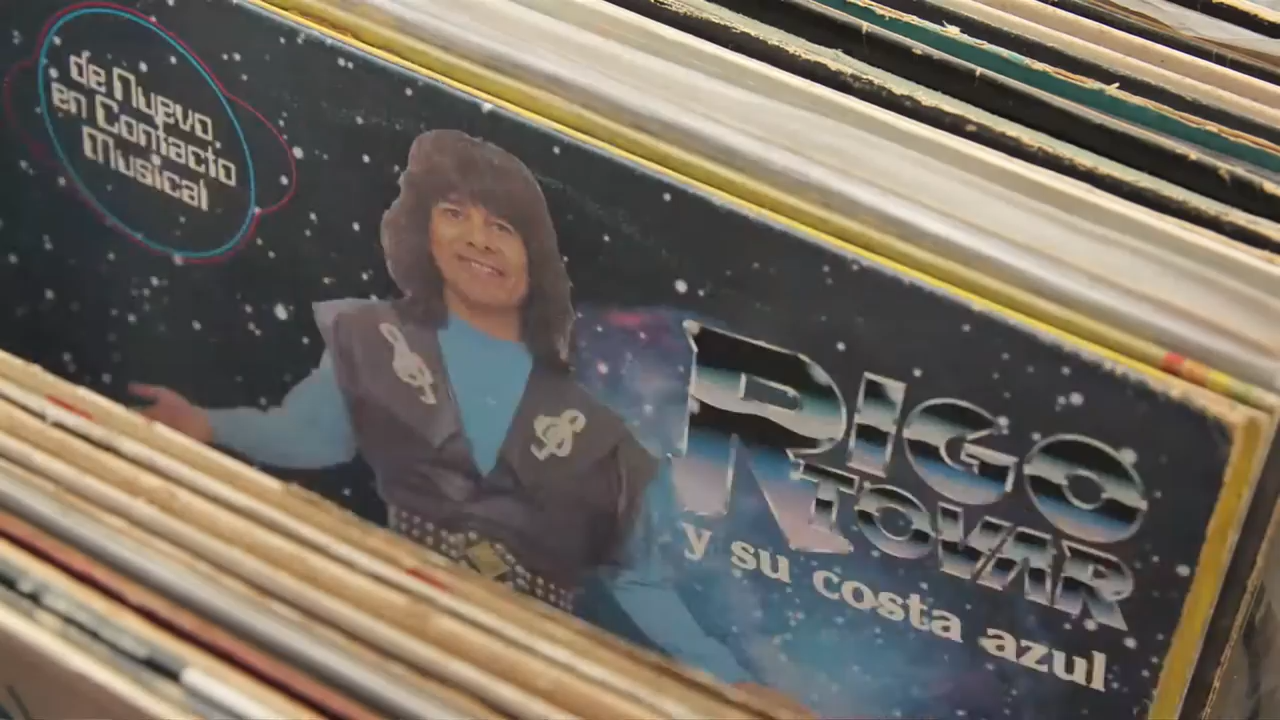 de Nuevo
en Contacto
Musical
RIGO
TOVAR
y su costa azul